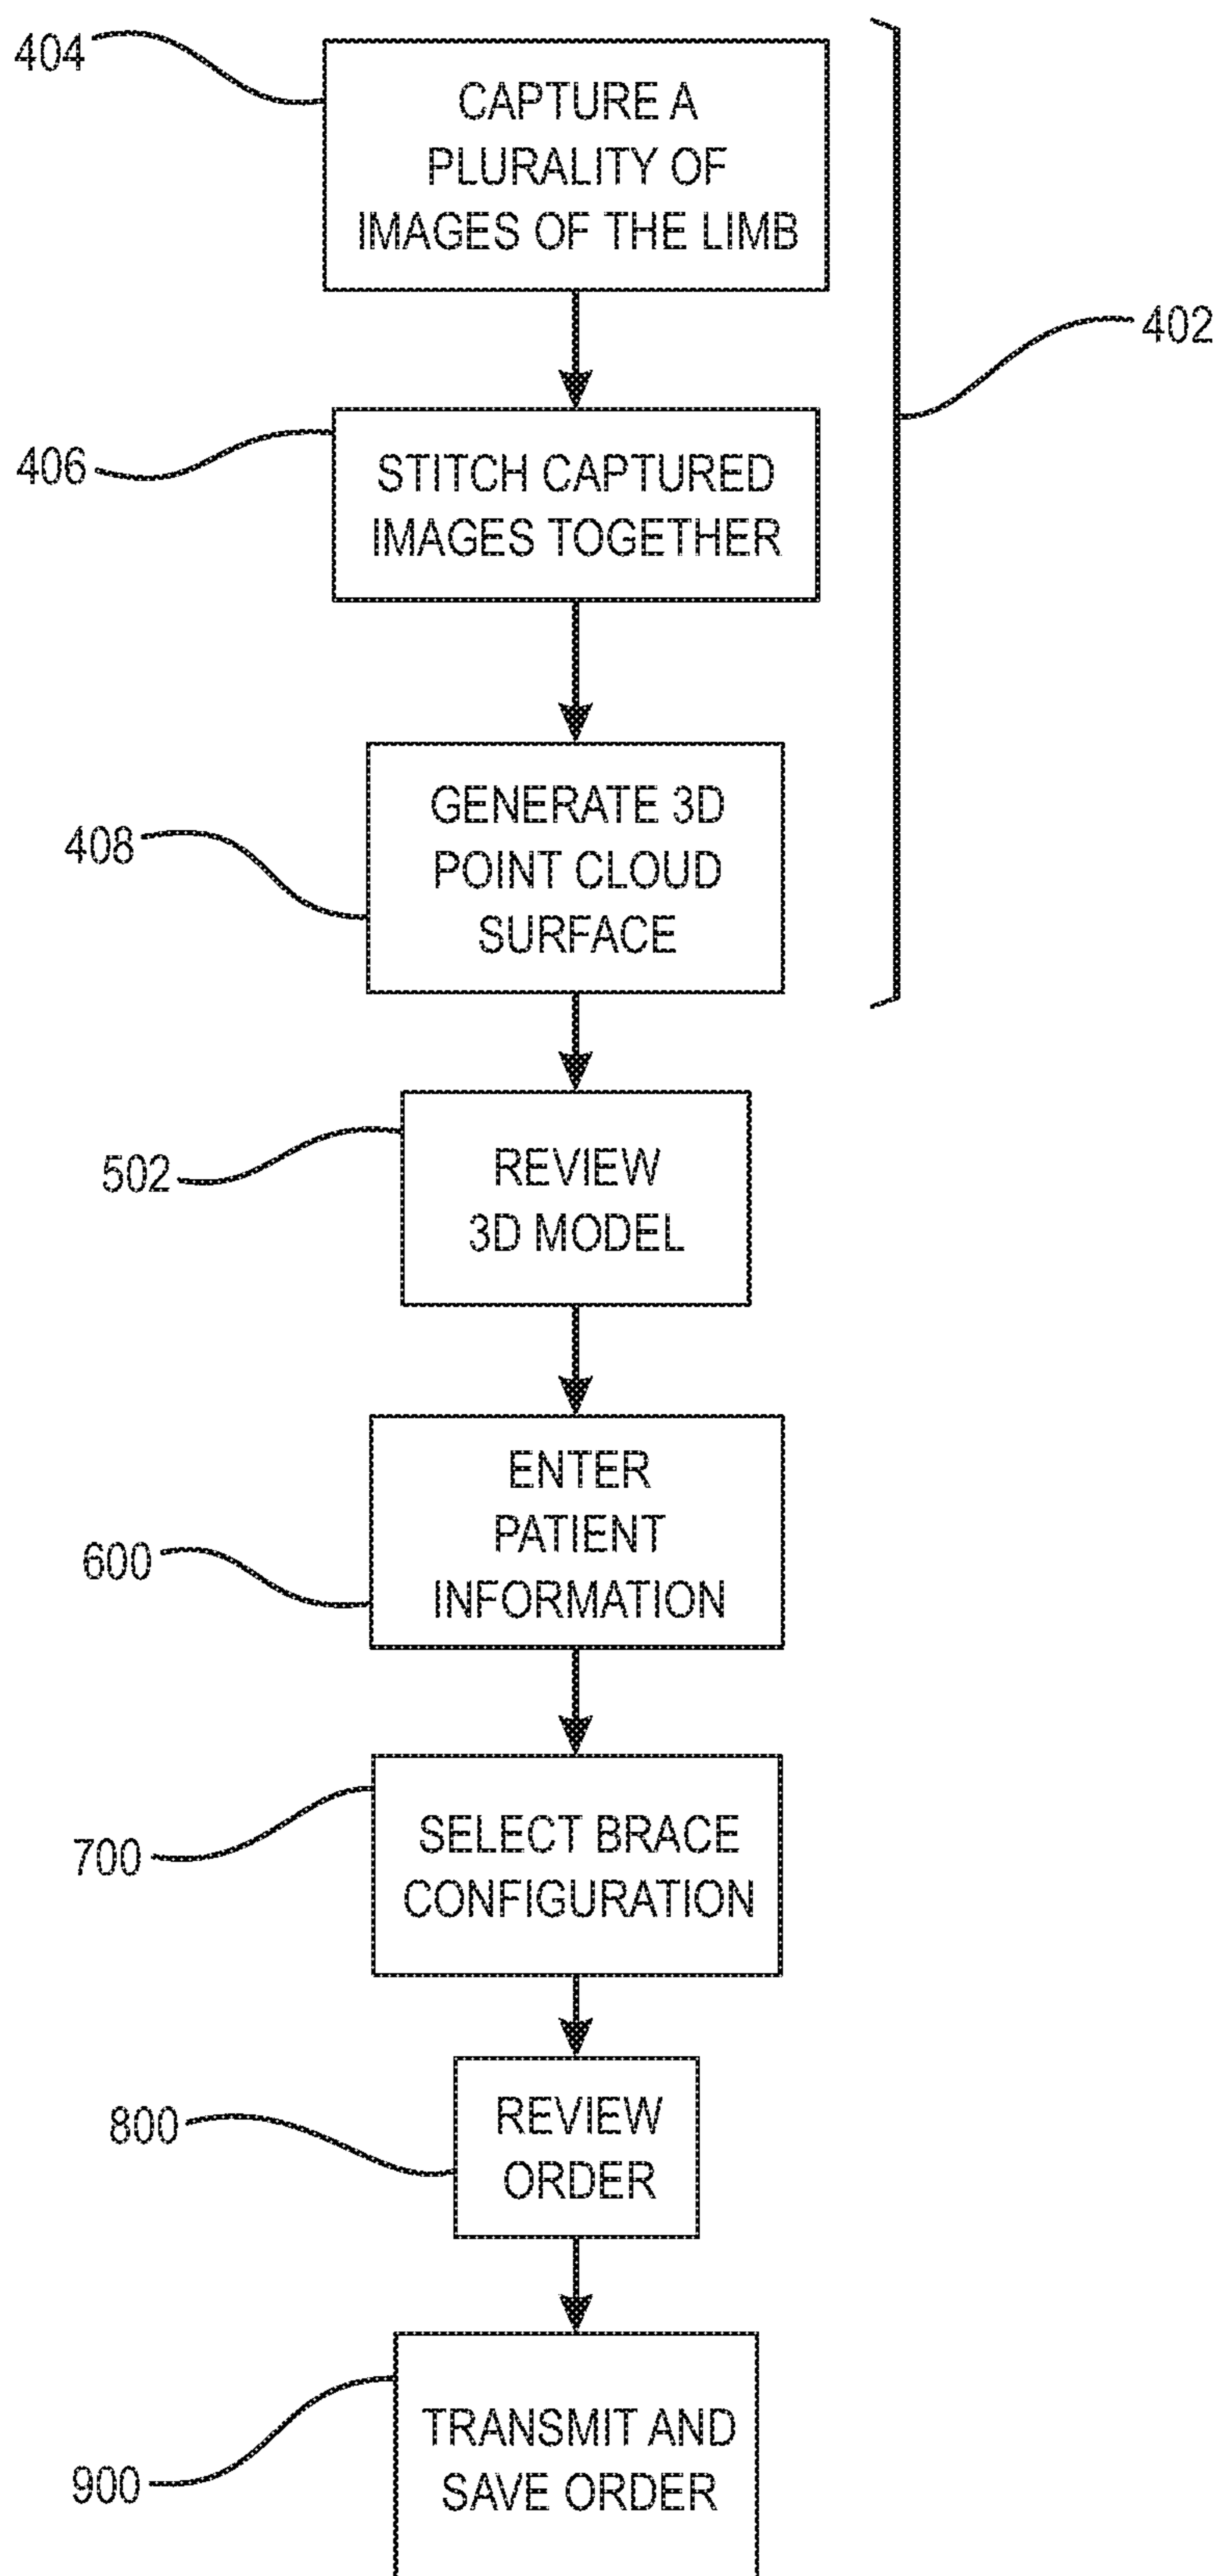 404
CAPTURE A
PLURALITY OF
IMAGES OF THE LIMB
402
406
STITCH CAPTURED
IMAGES TOGETHER
408
GENERATE 3D
POINT CLOUD
SURFACE
502
REVIEW
3D MODEL
600
ENTER
PATIENT
INFORMATION
700
SELECT BRACE
CONFIGURATION
800
REVIEW
ORDER
900
TRANSMIT AND
SAVE ORDER